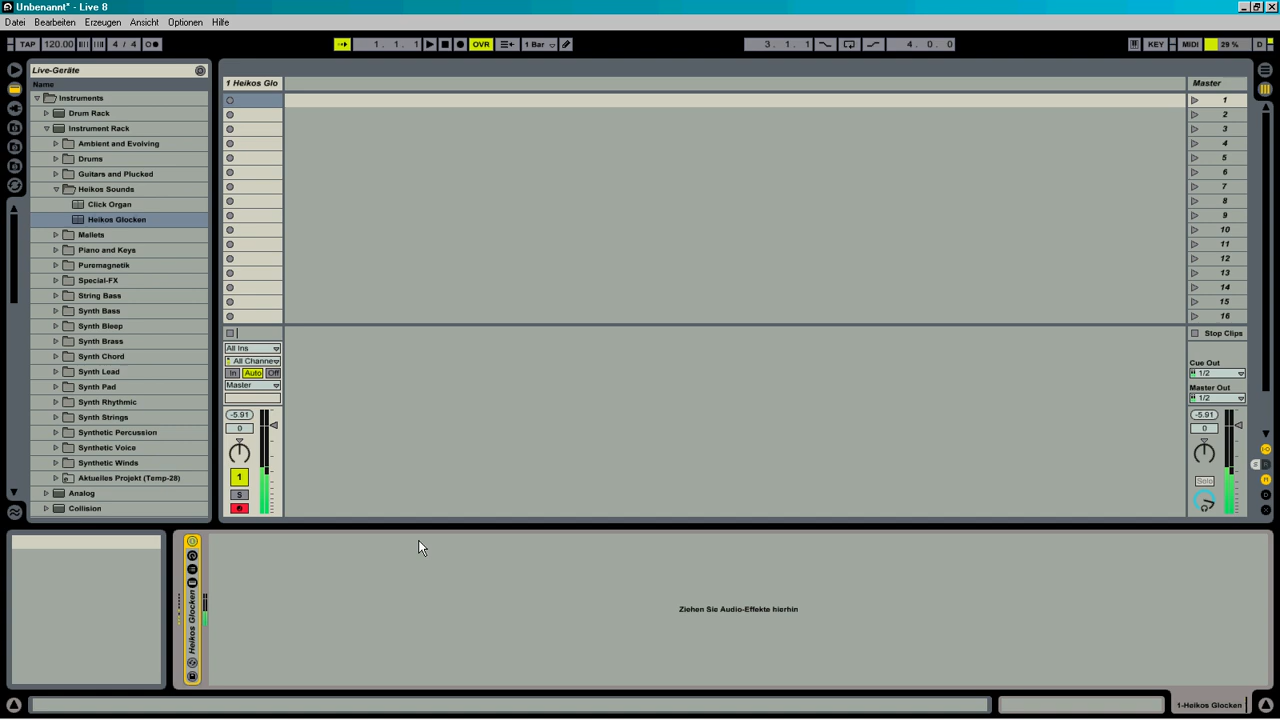 Unbenannt* - Live 8
Datei Bearbeiten Erzeugen Ansicht Optionen Hilfe
TAP 120.00 4 / 4 1. 1. 1 OVR 1 Bar 3. 1. 1 4. 0. 0 KEY MIDI 29 % D
Live-Geräte
Name
Instruments
Drum Rack
Instrument Rack
Ambient and Evolving
Drums
Guitars and Plucked
Heikos Sounds
Click Organ
Heikos Glocken
Mallets
Piano and Keys
Puremagnetik
Special-FX
String Bass
Synth Bass
Synth Bleep
Synth Brass
Synth Chord
Synth Lead
Synth Pad
Synth Rhythmic
Synth Strings
Synthetic Percussion
Synthetic Voice
Synthetic Winds
Aktuelles Projekt (Temp-28)
Analog
Collision
1 Heikos Glo
All Ins
All Channe
In Auto Off
Master
-5.91
0
1
S
Master
1
2
3
4
5
6
7
8
9
10
11
12
13
14
15
16
Stop Clips
Cue Out
1/2
Master Out
1/2
-5.91
0
Solo
I-O
S R
M
D
X
Heikos Glocken
Ziehen Sie Audio-Effekte hierhin
1-Heikos Glocken